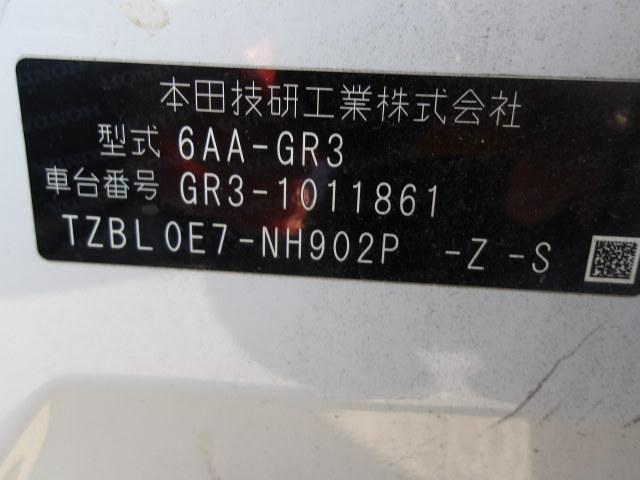 本田技研工業株式会社
型式 6AA-GR3
車台番号 GR3-1011861
TZBL0E7-NH902P -Z -S